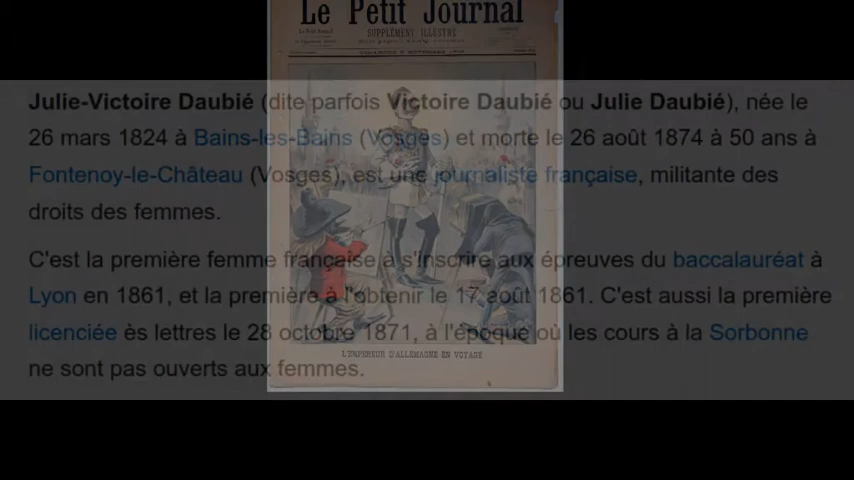 Le Petit Journal
SUPPLÉMENT ILLUSTRÉ
Julie-Victoire Daubié (dite parfois Victoire Daubié ou Julie Daubié), née le
26 mars 1824 à Bains-les-Bains (Vosges) et morte le 26 août 1874 à 50 ans à
Fontenoy-le-Château (Vosges), est une journaliste française, militante des
droits des femmes.
C'est la première femme française à s'inscrire aux épreuves du baccalauréat à
Lyon en 1861, et la première à l'obtenir le 17 août 1861. C'est aussi la première
licenciée ès lettres le 28 octobre 1871, à l'époque où les cours à la Sorbonne
L'EMPEREUR D'ALLEMAGNE EN VOYAGE
ne sont pas ouverts aux femmes.